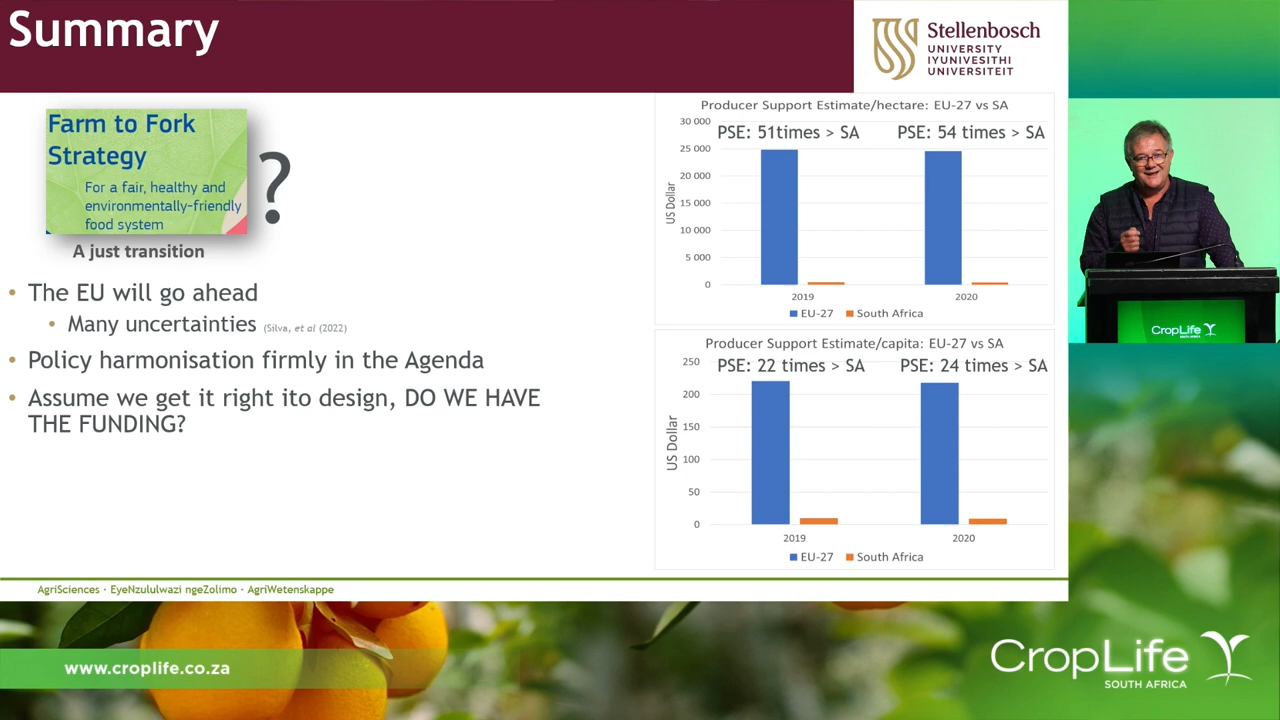 Summary
Stellenbosch
UNIVERSITY
IYUNIVESITHI
UNIVERSITEIT
Farm to Fork
Strategy
For a fair, healthy and
environmentally-friendly
food system
?
A just transition
• The EU will go ahead
• Many uncertainties (Silva, et al (2022)
• Policy harmonisation firmly in the Agenda
• Assume we get it right ito design, DO WE HAVE
THE FUNDING?
Producer Support Estimate/hectare: EU-27 vs SA
PSE: 51times > SA PSE: 54 times > SA
US Dollar
30 000
25 000
20 000
15 000
10 000
5 000
0
2019 2020
EU-27 South Africa
Producer Support Estimate/capita: EU-27 vs SA
PSE: 22 times > SA PSE: 24 times > SA
US Dollar
250
200
150
100
50
0
2019 2020
EU-27 South Africa
AgriSciences · EyeNzululwazi ngeZolimo · AgriWetenskappe
CropLife
SOUTH AFRICA
www.croplife.co.za
CropLife
SOUTH AFRICA